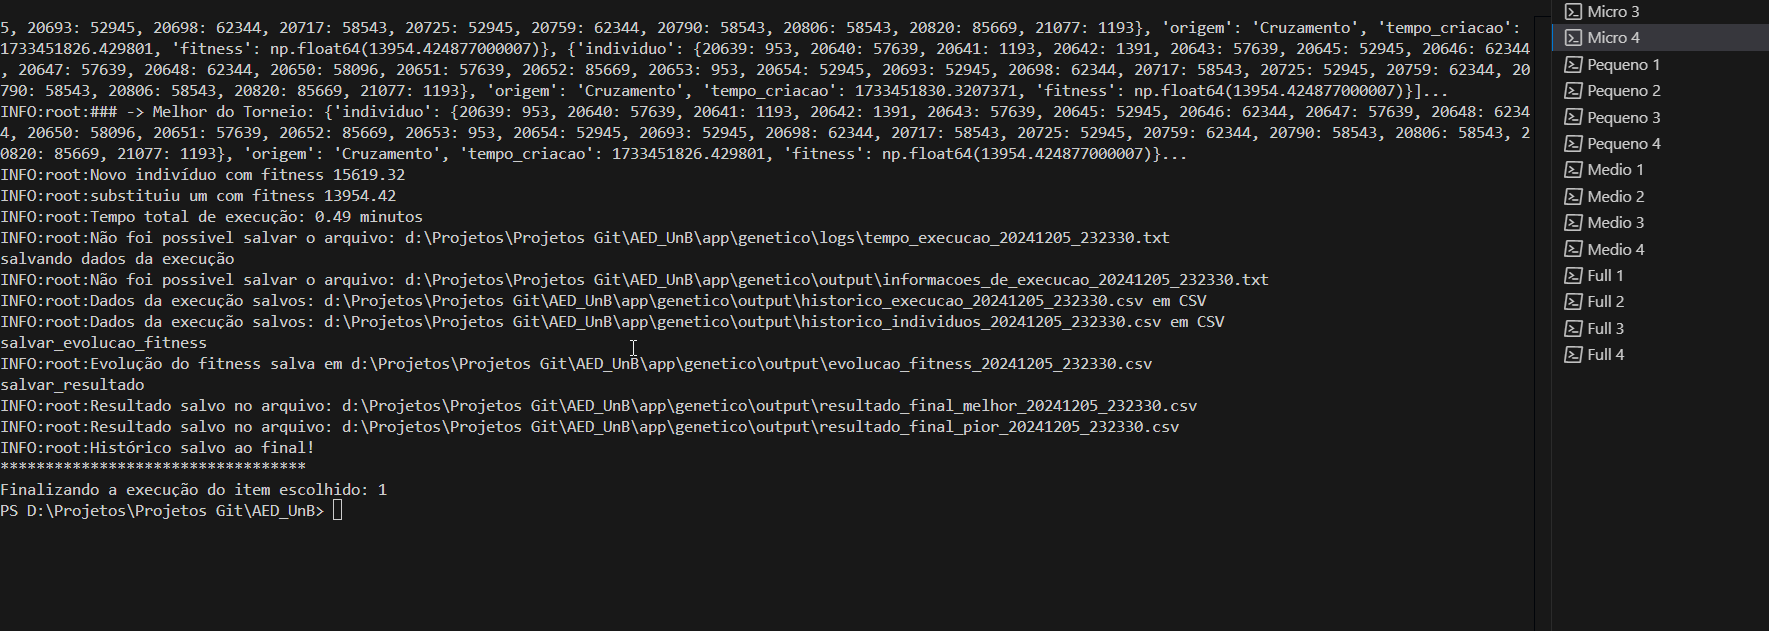 5, 20693: 52945, 20698: 62344, 20717: 58543, 20725: 52945, 20759: 62344, 20790: 58543, 20806: 58543, 20820: 85669, 21077: 1193}, 'origem': 'Cruzamento', 'tempo_criacao':
1733451826.429801, 'fitness': np.float64(13954.424877000007)}, {'individuo': {20639: 953, 20640: 57639, 20641: 1193, 20642: 1391, 20643: 57639, 20645: 52945, 20646: 62344
, 20647: 57639, 20648: 62344, 20650: 58096, 20651: 57639, 20652: 85669, 20653: 953, 20654: 52945, 20693: 52945, 20698: 62344, 20717: 58543, 20725: 52945, 20759: 62344, 20
790: 58543, 20806: 58543, 20820: 85669, 21077: 1193}, 'origem': 'Cruzamento', 'tempo_criacao': 1733451830.3207371, 'fitness': np.float64(13954.424877000007)}]...
INFO:root:### -> Melhor do Torneio: {'individuo': {20639: 953, 20640: 57639, 20641: 1193, 20642: 1391, 20643: 57639, 20645: 52945, 20646: 62344, 20647: 57639, 20648: 6234
4, 20650: 58096, 20651: 57639, 20652: 85669, 20653: 953, 20654: 52945, 20693: 52945, 20698: 62344, 20717: 58543, 20725: 52945, 20759: 62344, 20790: 58543, 20806: 58543, 2
0820: 85669, 21077: 1193}, 'origem': 'Cruzamento', 'tempo_criacao': 1733451826.429801, 'fitness': np.float64(13954.424877000007)}...
INFO:root:Novo indivíduo com fitness 15619.32
INFO:root:substituiu um com fitness 13954.42
INFO:root:Tempo total de execução: 0.49 minutos
INFO:root:Não foi possivel salvar o arquivo: d:\Projetos\Projetos Git\AED_UnB\app\genetico\logs\tempo_execucao_20241205_232330.txt
salvando dados da execução
INFO:root:Não foi possivel salvar o arquivo: d:\Projetos\Projetos Git\AED_UnB\app\genetico\output\informacoes_de_execucao_20241205_232330.txt
INFO:root:Dados da execução salvos: d:\Projetos\Projetos Git\AED_UnB\app\genetico\output\historico_execucao_20241205_232330.csv em CSV
INFO:root:Dados da execução salvos: d:\Projetos\Projetos Git\AED_UnB\app\genetico\output\historico_individuos_20241205_232330.csv em CSV
salvar_evolucao_fitness
INFO:root:Evolução do fitness salva em d:\Projetos\Projetos Git\AED_UnB\app\genetico\output\evolucao_fitness_20241205_232330.csv
salvar_resultado
INFO:root:Resultado salvo no arquivo: d:\Projetos\Projetos Git\AED_UnB\app\genetico\output\resultado_final_melhor_20241205_232330.csv
INFO:root:Resultado salvo no arquivo: d:\Projetos\Projetos Git\AED_UnB\app\genetico\output\resultado_final_pior_20241205_232330.csv
INFO:root:Histórico salvo ao final!
**********************************
Finalizando a execução do item escolhido: 1
PS D:\Projetos\Projetos Git\AED_UnB>
Micro 3
Micro 4
Pequeno 1
Pequeno 2
Pequeno 3
Pequeno 4
Medio 1
Medio 2
Medio 3
Medio 4
Full 1
Full 2
Full 3
Full 4